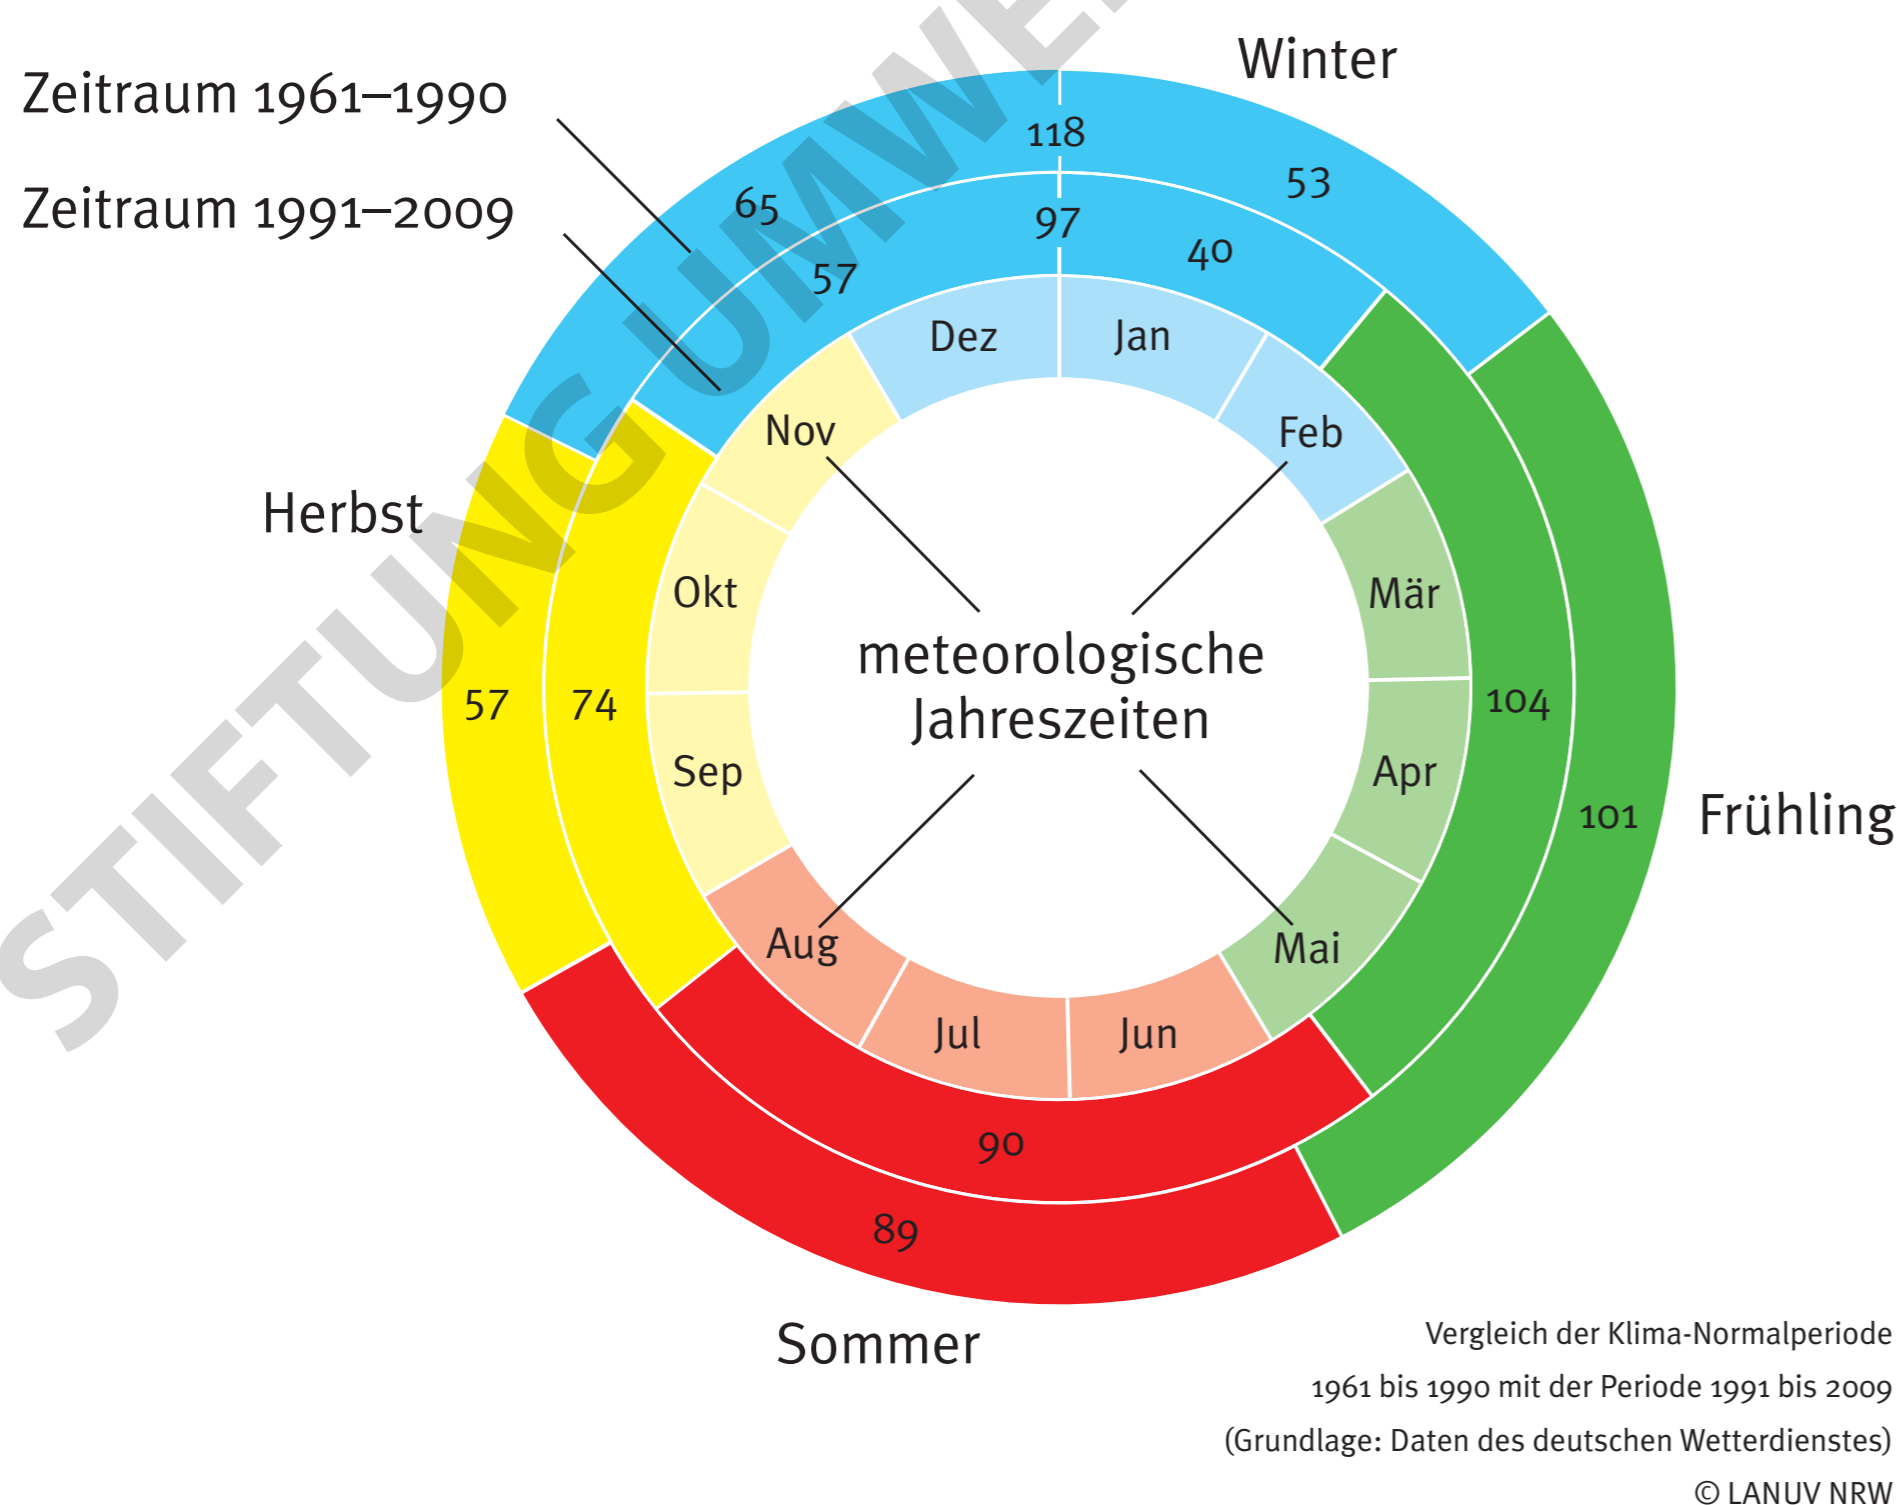 Winter
Zeitraum 1961–1990
Zeitraum 1991–2009
118
53
65
97
40
57
Dez
Jan
Nov
Feb
Herbst
Okt
Mär
meteorologische
Jahreszeiten
57
74
104
Sep
Apr
101
Frühling
Aug
Mai
Jul
Jun
90
89
Sommer
STIFTUNG
Vergleich der Klima-Normalperiode
1961 bis 1990 mit der Periode 1991 bis 2009
(Grundlage: Daten des deutschen Wetterdienstes)
© LANUV NRW